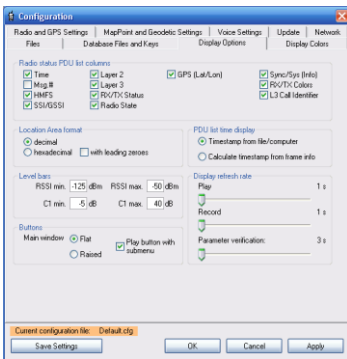 Configuration
Radio and GPS Settings MapPoint and Geodetic Settings Voice Settings Update Network
Files Database Files and Keys Display Options Display Colors
Radio status PDU list columns
Time Layer 2 GPS (Lat/Lon) Sync/Sys (Info)
Msg.# Layer 3 RX/TX Colors
HMFS RX/TX Status L3 Call Identifier
SSI/GSSI Radio State
Location Area format PDU list time display
decimal Timestamp from file/computer
hexadecimal with leading zeroes Calculate timestamp from frame info
Level bars Display refresh rate
RSSI min. -125 dBm RSSI max. -50 dBm Play 1 s
C1 min. -5 dB C1 max. 40 dB Record 1 s
Buttons
Main window Flat Play button with submenu Parameter verification: 3 s
Raised
Current configuration file: Default.cfg
Save Settings OK Cancel Apply